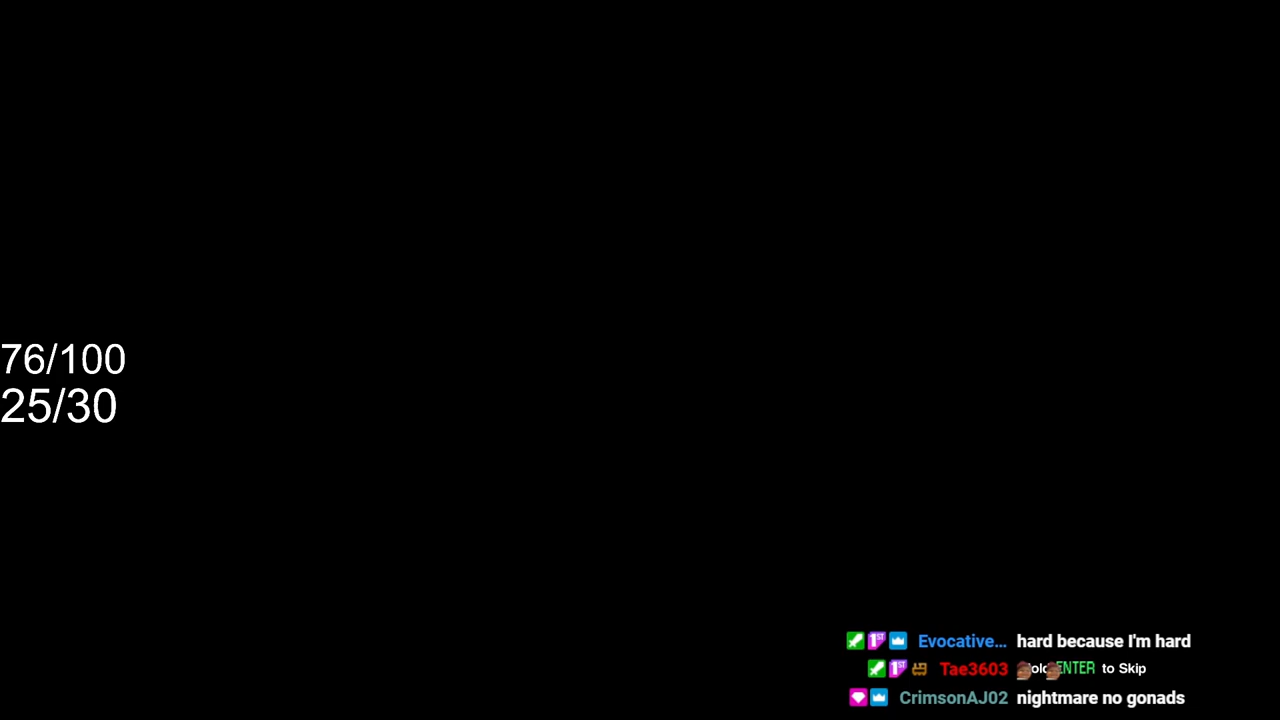 76/100
25/30
Evocative… hard because I'm hard
Tae3603 ENTER to Skip
CrimsonAJ02 nightmare no gonads